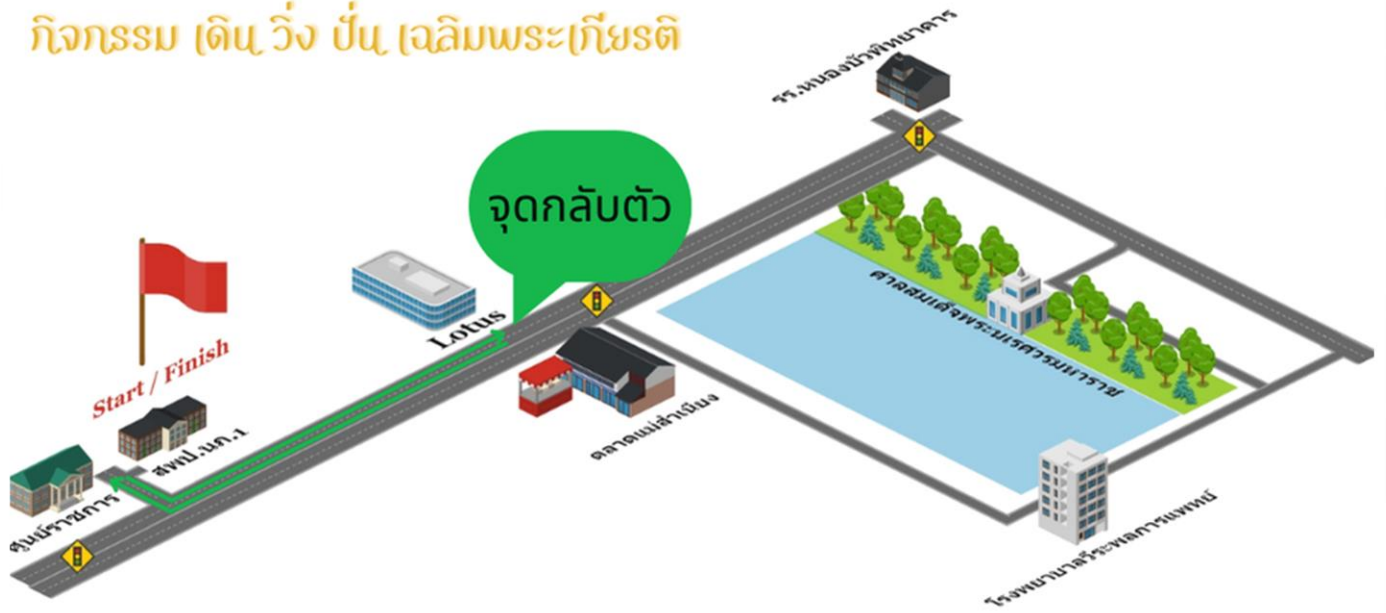 กิจกรรม เดิน วิ่ง ปั่น เฉลิมพระเกียรติ
รร.หนองบัวพิทยาคาร
จุดกลับตัว
ศาลสมเด็จพระนเรศวรมหาราช
Lotus
Start / Finish
ตลาดแม่สำเนียง
สพป.นภ.1
ศูนย์ราชการ
โรงพยาบาลวีระพลการแพทย์